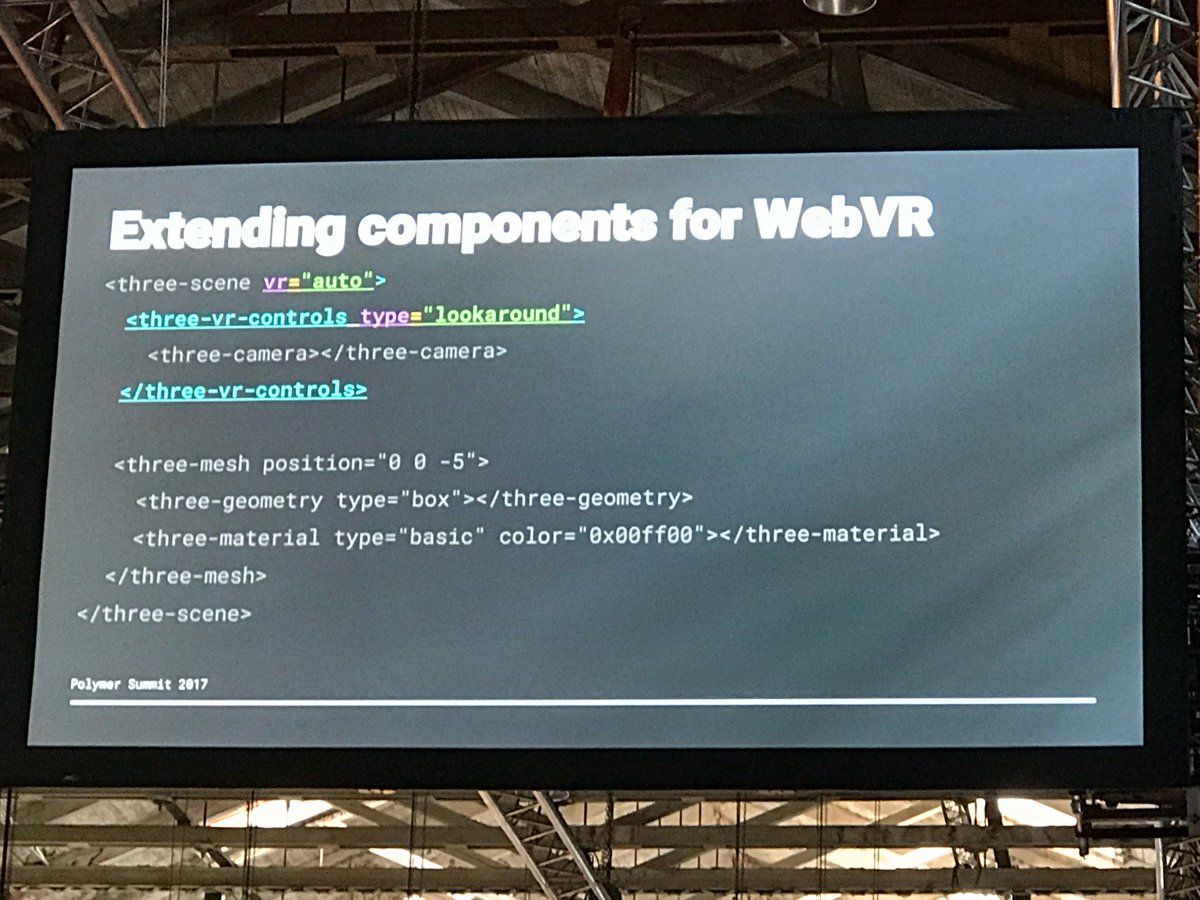 Extending components for WebVR
<three-scene vr="auto">
<three-vr-controls type="lookaround">
<three-camera></three-camera>
</three-vr-controls>
<three-mesh position="0 0 -5">
<three-geometry type="box"></three-geometry>
<three-material type="basic" color="0x00ff00"></three-material>
</three-mesh>
</three-scene>
Polymer Summit 2017